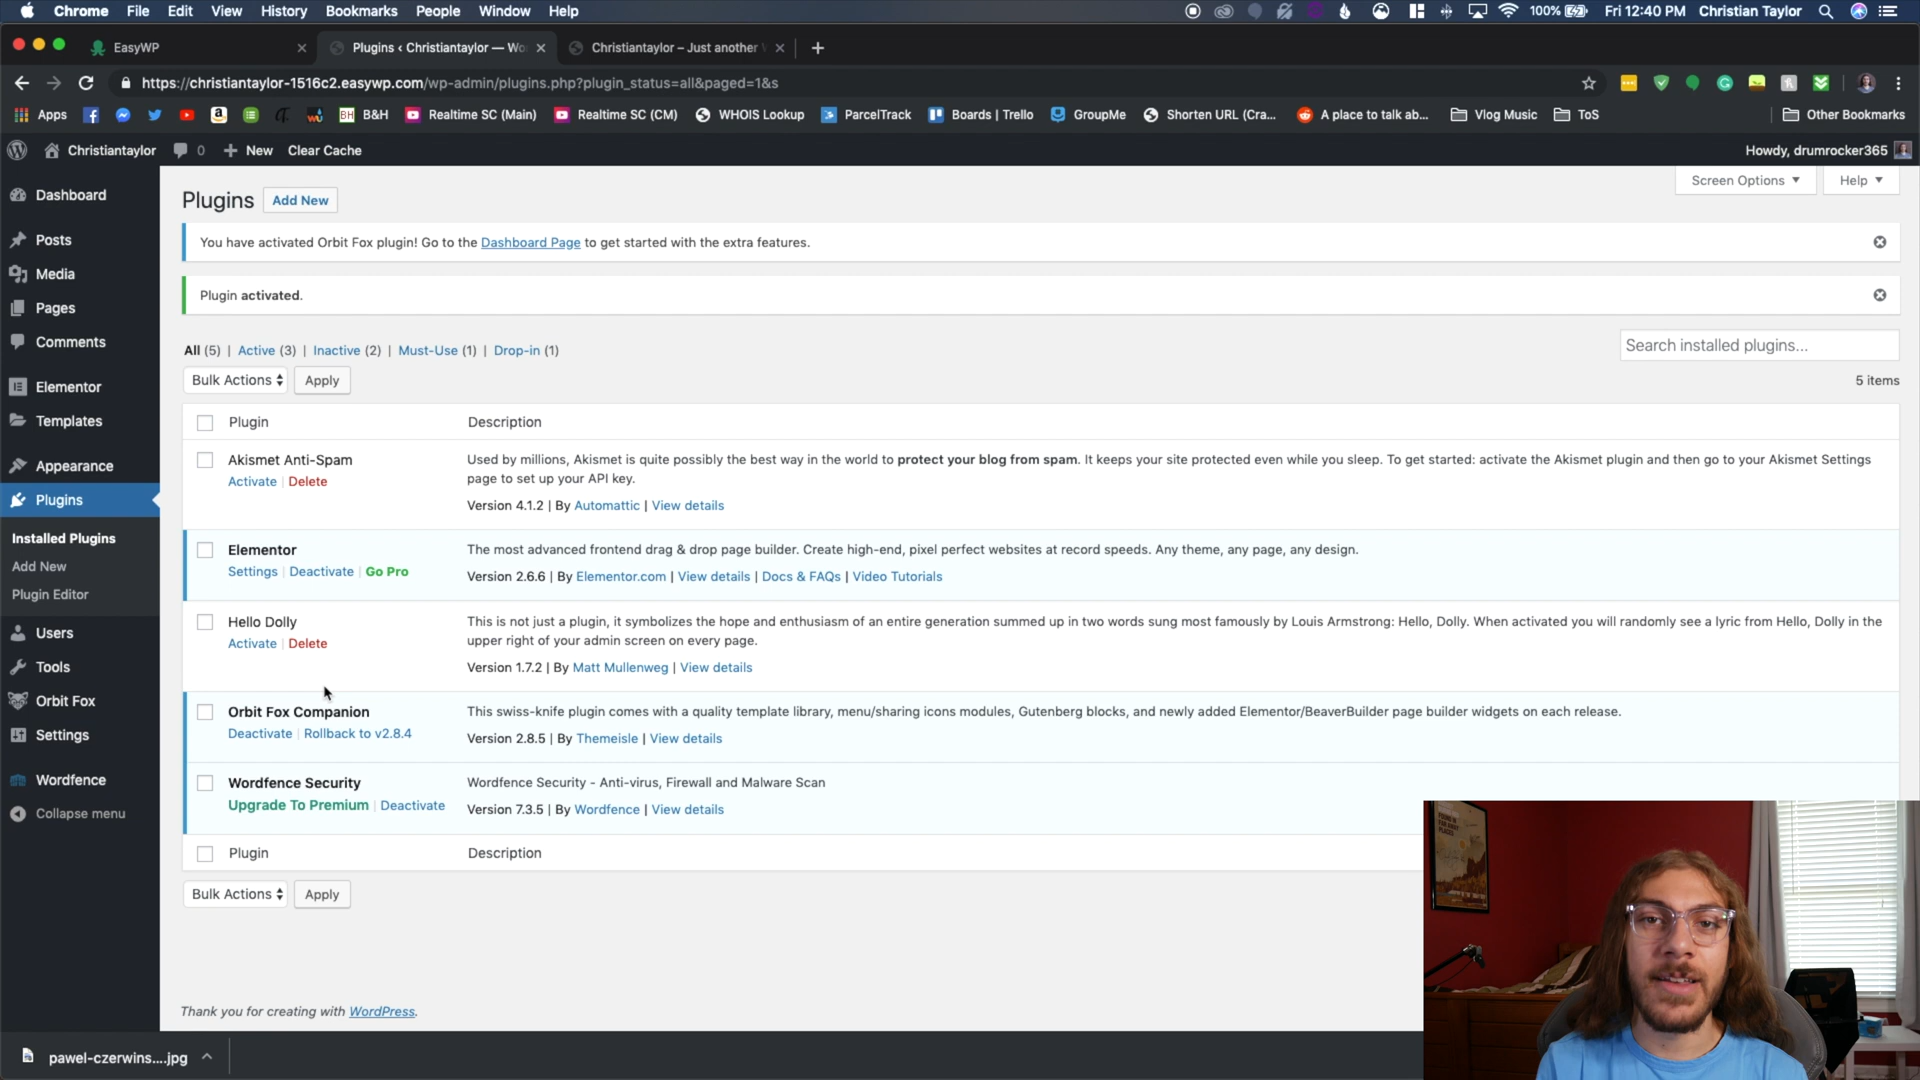 Chrome File Edit View History Bookmarks People Window Help 100% Fri 12:40 PM Christian Taylor
EasyWP Plugins ‹ Christiantaylor — Wo Christiantaylor – Just another
https://christiantaylor-1516c2.easywp.com/wp-admin/plugins.php?plugin_status=all&paged=1&s
Apps B&H Realtime SC (Main) Realtime SC (CM) WHOIS Lookup ParcelTrack Boards | Trello GroupMe Shorten URL (Cra... A place to talk ab... Vlog Music ToS Other Bookmarks
Christiantaylor 0 New Clear Cache Howdy, drumrocker365
Screen Options Help
Dashboard
Posts
Media
Pages
Comments
Elementor
Templates
Appearance
Plugins
Installed Plugins
Add New
Plugin Editor
Users
Tools
Orbit Fox
Settings
Wordfence
Collapse menu
Plugins Add New
You have activated Orbit Fox plugin! Go to the Dashboard Page to get started with the extra features.
Plugin activated.
All (5) | Active (3) | Inactive (2) | Must-Use (1) | Drop-in (1)
Search installed plugins...
Bulk Actions Apply
5 items
Plugin Description
Akismet Anti-Spam
Activate | Delete
Used by millions, Akismet is quite possibly the best way in the world to protect your blog from spam. It keeps your site protected even while you sleep. To get started: activate the Akismet plugin and then go to your Akismet Settings
page to set up your API key.
Version 4.1.2 | By Automattic | View details
Elementor
Settings | Deactivate | Go Pro
The most advanced frontend drag & drop page builder. Create high-end, pixel perfect websites at record speeds. Any theme, any page, any design.
Version 2.6.6 | By Elementor.com | View details | Docs & FAQs | Video Tutorials
Hello Dolly
Activate | Delete
This is not just a plugin, it symbolizes the hope and enthusiasm of an entire generation summed up in two words sung most famously by Louis Armstrong: Hello, Dolly. When activated you will randomly see a lyric from Hello, Dolly in the
upper right of your admin screen on every page.
Version 1.7.2 | By Matt Mullenweg | View details
Orbit Fox Companion
Deactivate | Rollback to v2.8.4
This swiss-knife plugin comes with a quality template library, menu/sharing icons modules, Gutenberg blocks, and newly added Elementor/BeaverBuilder page builder widgets on each release.
Version 2.8.5 | By Themeisle | View details
Wordfence Security
Upgrade To Premium | Deactivate
Wordfence Security - Anti-virus, Firewall and Malware Scan
Version 7.3.5 | By Wordfence | View details
Plugin Description
Bulk Actions Apply
Thank you for creating with WordPress.
pawel-czerwins....jpg